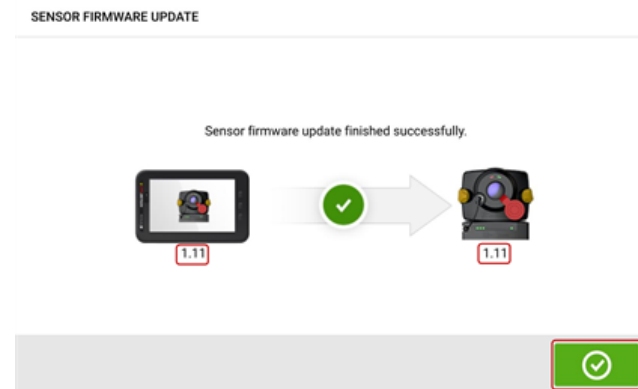 SENSOR FIRMWARE UPDATE
Sensor firmware update finished successfully.
1.11
1.11